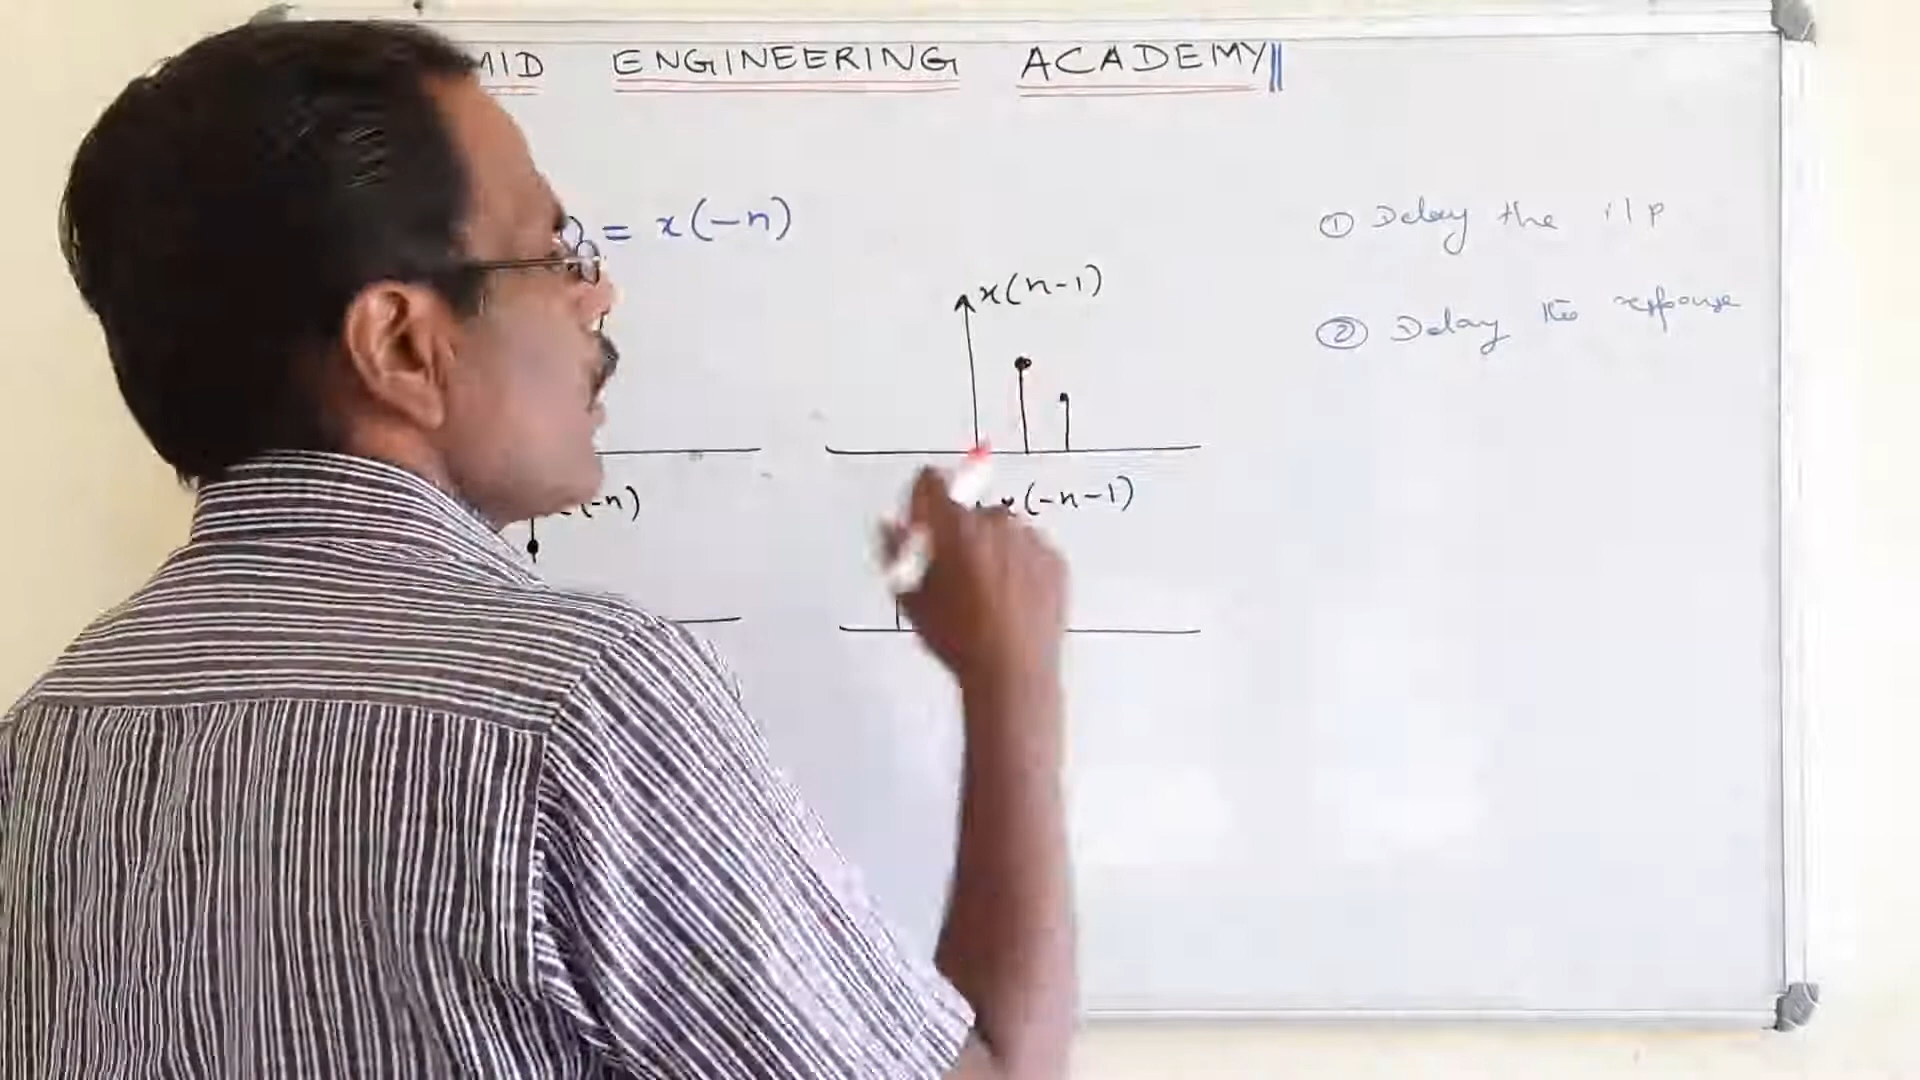 MID ENGINEERING ACADEMY
= x(-n)
x(n-1)
(-n)
x(-n-1)
① Delay the i/p
② Delay the response